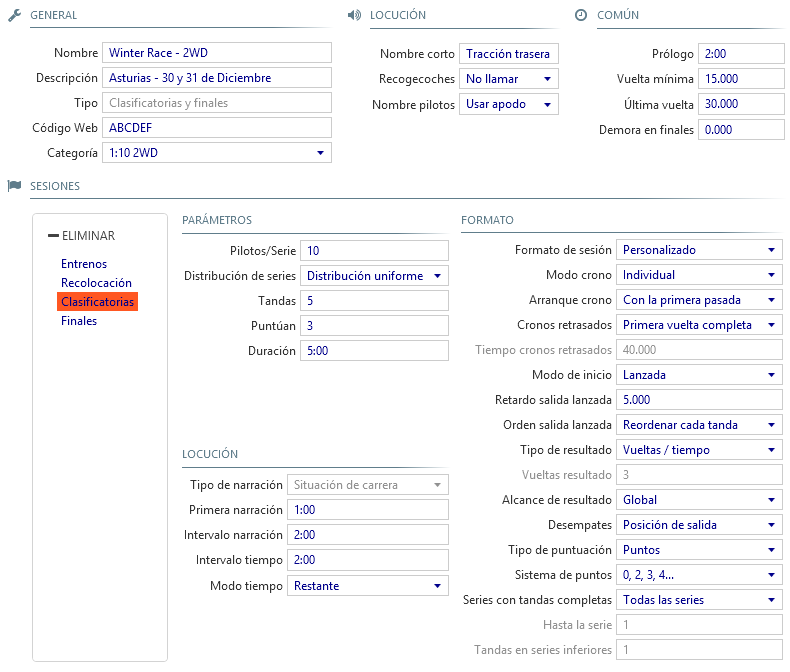 GENERAL
Nombre Winter Race - 2WD
Descripción Asturias - 30 y 31 de Diciembre
Tipo Clasificatorias y finales
Código Web ABCDEF
Categoría 1:10 2WD
LOCUCIÓN
Nombre corto Tracción trasera
Recogecoches No llamar
Nombre pilotos Usar apodo
COMÚN
Prólogo 2:00
Vuelta mínima 15.000
Última vuelta 30.000
Demora en finales 0.000
SESIONES
ELIMINAR
Entrenos
Recolocación
Clasificatorias
Finales
PARÁMETROS
Pilotos/Serie 10
Distribución de series Distribución uniforme
Tandas 5
Puntúan 3
Duración 5:00
LOCUCIÓN
Tipo de narración Situación de carrera
Primera narración 1:00
Intervalo narración 2:00
Intervalo tiempo 2:00
Modo tiempo Restante
FORMATO
Formato de sesión Personalizado
Modo crono Individual
Arranque crono Con la primera pasada
Cronos retrasados Primera vuelta completa
Tiempo cronos retrasados 40.000
Modo de inicio Lanzada
Retardo salida lanzada 5.000
Orden salida lanzada Reordenar cada tanda
Tipo de resultado Vueltas / tiempo
Vueltas resultado 3
Alcance de resultado Global
Desempates Posición de salida
Tipo de puntuación Puntos
Sistema de puntos 0, 2, 3, 4...
Series con tandas completas Todas las series
Hasta la serie 1
Tandas en series inferiores 1